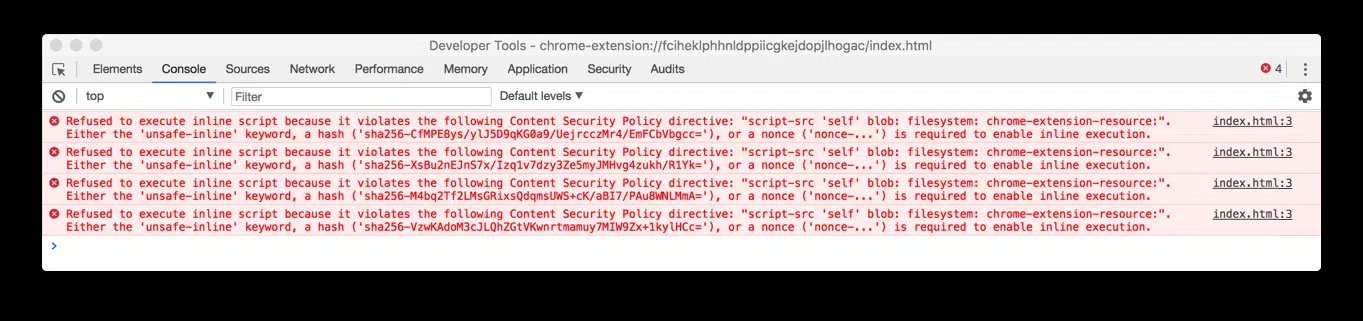 Developer Tools - chrome-extension://fciheklphhnldppiicgkejdopjlhogac/index.html
Elements Console Sources Network Performance Memory Application Security Audits 4
top Filter Default levels
Refused to execute inline script because it violates the following Content Security Policy directive: "script-src 'self' blob: filesystem: chrome-extension-resource:". index.html:3
Either the 'unsafe-inline' keyword, a hash ('sha256-CfMPE8ys/ylJ5D9qKG0a9/UejrcczMr4/EmFCbVbgcc='), or a nonce ('nonce-...') is required to enable inline execution.
Refused to execute inline script because it violates the following Content Security Policy directive: "script-src 'self' blob: filesystem: chrome-extension-resource:". index.html:3
Either the 'unsafe-inline' keyword, a hash ('sha256-XsBu2nEJnS7x/Izq1v7dzy3Ze5myJMHvg4zukh/R1Yk='), or a nonce ('nonce-...') is required to enable inline execution.
Refused to execute inline script because it violates the following Content Security Policy directive: "script-src 'self' blob: filesystem: chrome-extension-resource:". index.html:3
Either the 'unsafe-inline' keyword, a hash ('sha256-M4bq2Tf2LMsGRixsQdqmsUWS+cK/aBI7/PAu8WNLMmA='), or a nonce ('nonce-...') is required to enable inline execution.
Refused to execute inline script because it violates the following Content Security Policy directive: "script-src 'self' blob: filesystem: chrome-extension-resource:". index.html:3
Either the 'unsafe-inline' keyword, a hash ('sha256-VzwKAdoM3cJLQhZGtVKwnrtmamuy7MIW9Zx+1kylHCc='), or a nonce ('nonce-...') is required to enable inline execution.